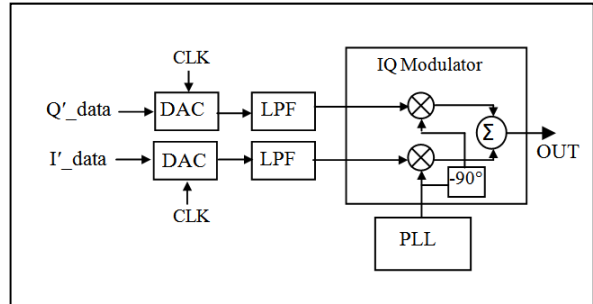 CLK
IQ Modulator
Q′_data
DAC
LPF
Σ
OUT
I′_data
DAC
LPF
-90°
CLK
PLL